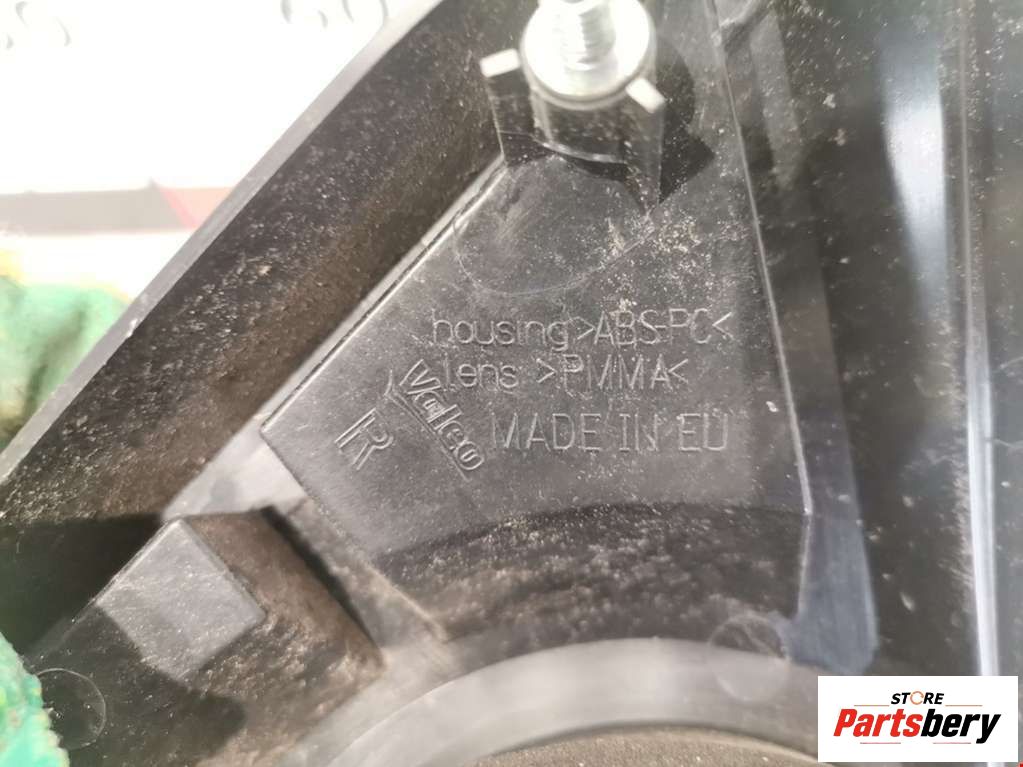 housing >ABS-PC<
lens >PMMA<
Valeo
MADE IN EU
R
STORE
Partsbery